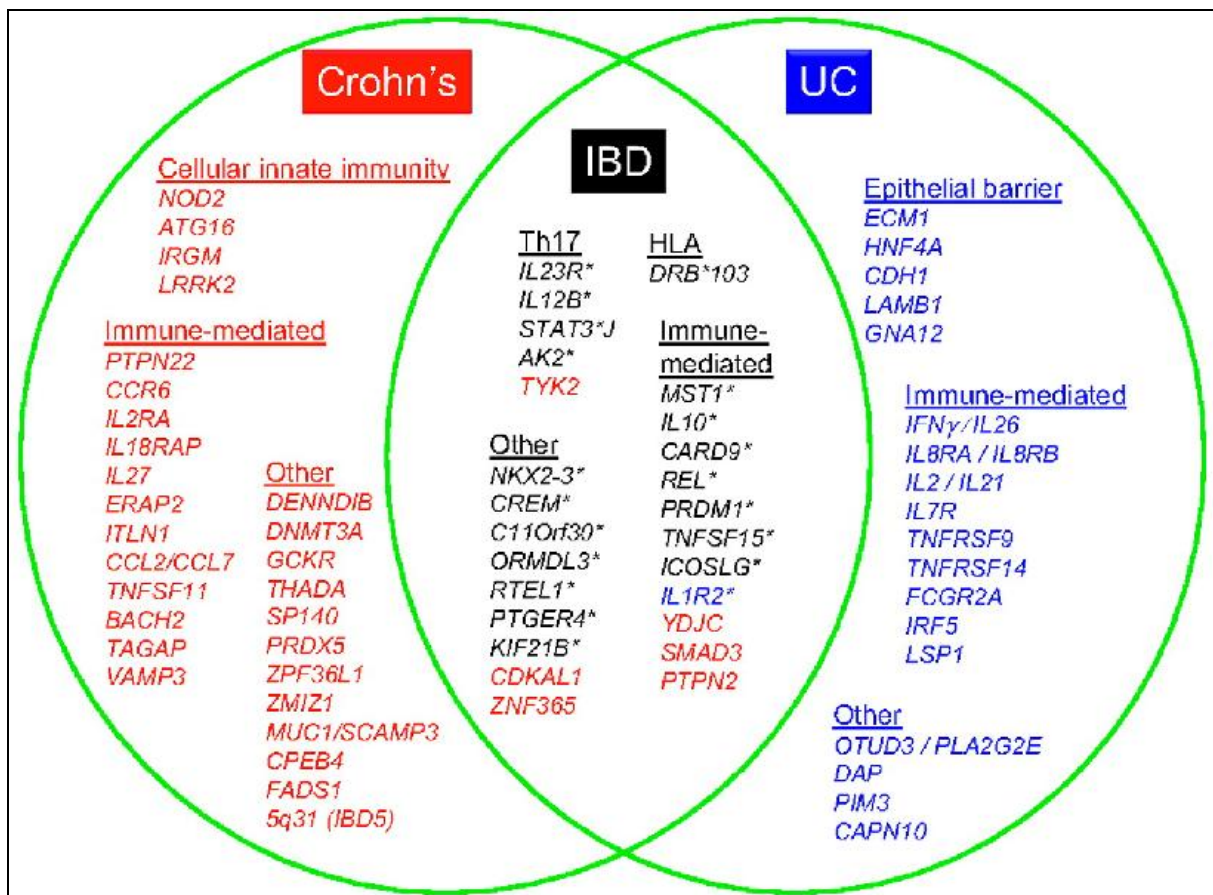 Crohn's
UC
IBD
Cellular innate immunity
NOD2
ATG16
IRGM
LRRK2
Immune-mediated
PTPN22
CCR6
IL2RA
IL18RAP
IL27
ERAP2
ITLN1
CCL2/CCL7
TNFSF11
BACH2
TAGAP
VAMP3
Other
DENNDIB
DNMT3A
GCKR
THADA
SP140
PRDX5
ZPF36L1
ZMIZ1
MUC1/SCAMP3
CPEB4
FADS1
5q31 (IBD5)
Th17
IL23R*
IL12B*
STAT3*J
AK2*
TYK2
Other
NKX2-3*
CREM*
C11Orf30*
ORMDL3*
RTEL1*
PTGER4*
KIF21B*
CDKAL1
ZNF365
HLA
DRB*103
Immune-
mediated
MST1*
IL10*
CARD9*
REL*
PRDM1*
TNFSF15*
ICOSLG*
IL1R2*
YDJC
SMAD3
PTPN2
Epithelial barrier
ECM1
HNF4A
CDH1
LAMB1
GNA12
Immune-mediated
IFNγ/IL26
IL8RA / IL8RB
IL2 / IL21
IL7R
TNFRSF9
TNFRSF14
FCGR2A
IRF5
LSP1
Other
OTUD3 / PLA2G2E
DAP
PIM3
CAPN10